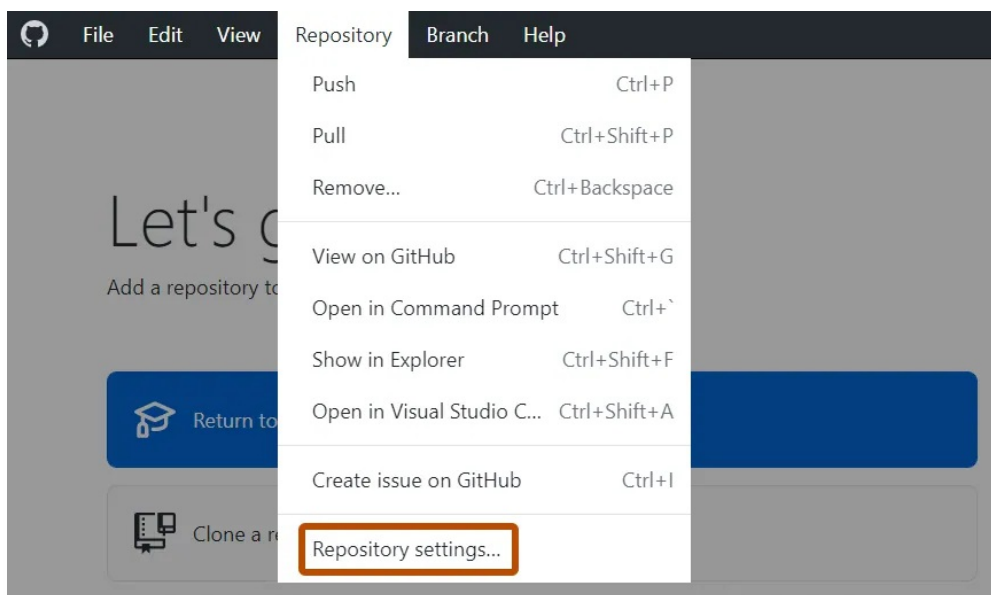 File Edit View Repository Branch Help
Push Ctrl+P
Pull Ctrl+Shift+P
Remove... Ctrl+Backspace
Let's
Add a repository
View on GitHub Ctrl+Shift+G
Open in Command Prompt Ctrl+`
Show in Explorer Ctrl+Shift+F
Return to
Open in Visual Studio C... Ctrl+Shift+A
Create issue on GitHub Ctrl+I
Clone a
Repository settings...